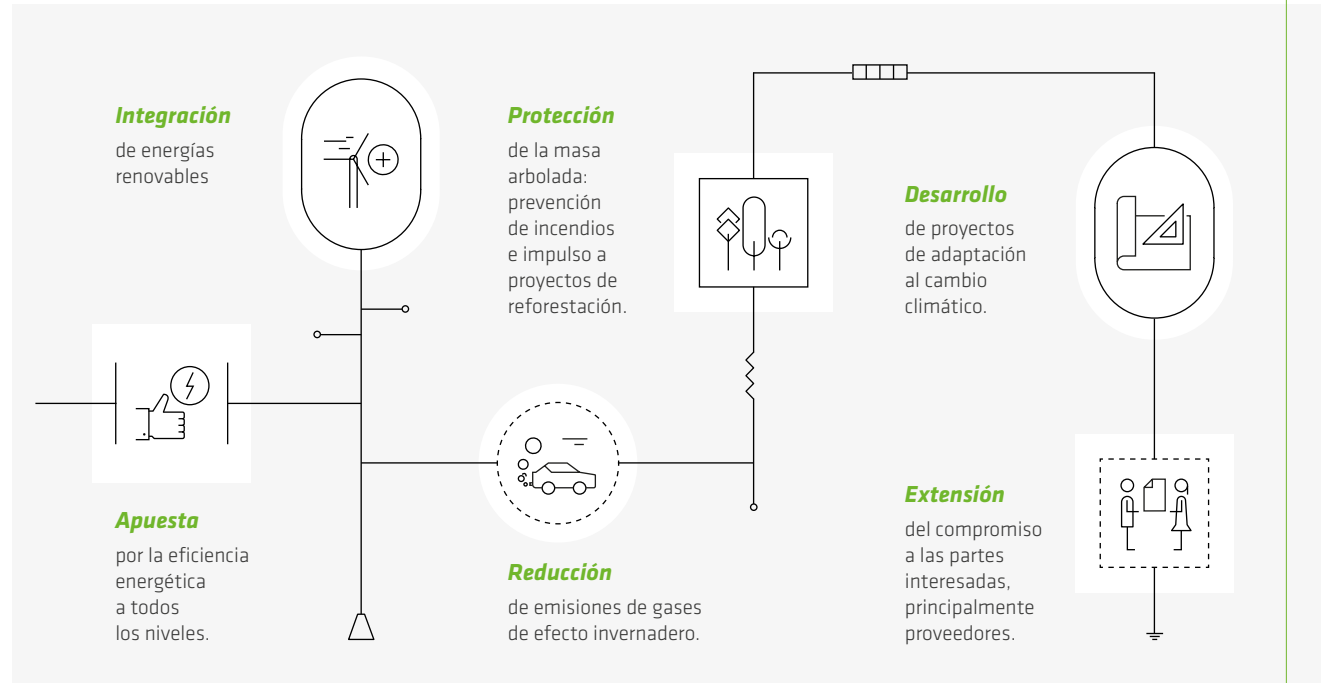 Integración
de energías
renovables
Apuesta
por la eficiencia
energética
a todos
los niveles.
Protección
de la masa
arbolada:
prevención
de incendios
e impulso a
proyectos de
reforestación.
Reducción
de emisiones de gases
de efecto invernadero.
Desarrollo
de proyectos
de adaptación
al cambio
climático.
Extensión
del compromiso
a las partes
interesadas,
principalmente
proveedores.